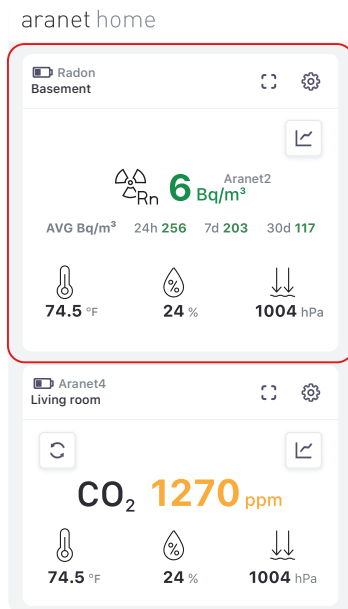 aranet home
Radon
Basement
Aranet2
Rn 6 Bq/m³
AVG Bq/m³ 24h 256 7d 203 30d 117
%
74.5 °F 24 % 1004 hPa
Aranet4
Living room
CO₂ 1270 ppm
%
74.5 °F 24 % 1004 hPa